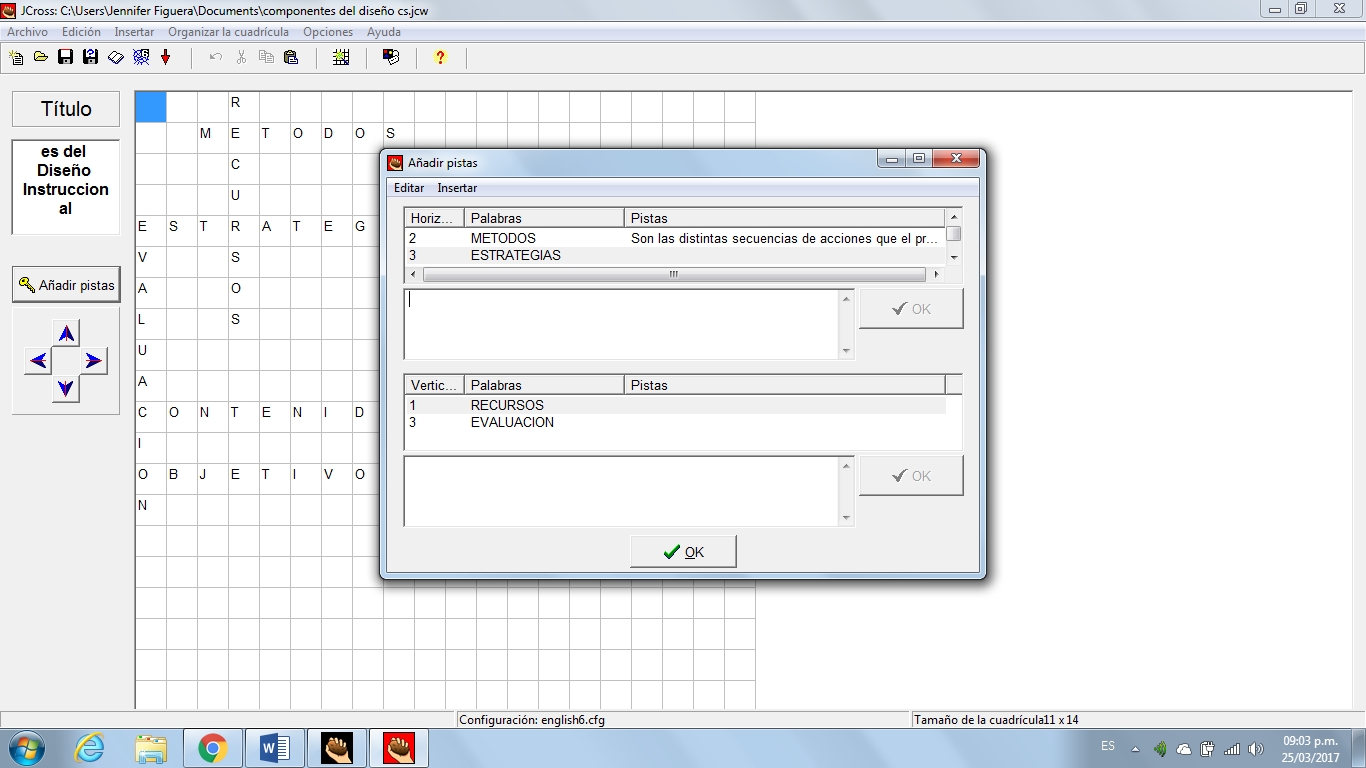 JCross: C:\Users\Jennifer Figuera\Documents\componentes del diseño cs.jcw
Archivo Edición Insertar Organizar la cuadrícula Opciones Ayuda
Título
es del
Diseño
Instruccion
al
Añadir pistas
R
M E T O D O S
C
U
E S T R A T E G
V S
A O
L S
U
A
C O N T E N I D
I
O B J E T I V O
N
Añadir pistas
Editar Insertar
Horiz... Palabras Pistas
2 METODOS Son las distintas secuencias de acciones que el pr...
3 ESTRATEGIAS
OK
Vertic... Palabras Pistas
1 RECURSOS
3 EVALUACION
OK
OK
Configuración: english6.cfg
Tamaño de la cuadrícula11 x 14
ES
09:03 p.m.
25/03/2017